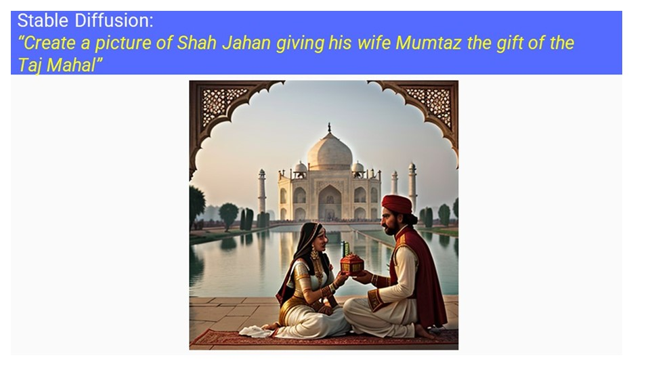 Stable Diffusion:
“Create a picture of Shah Jahan giving his wife Mumtaz the gift of the
Taj Mahal”